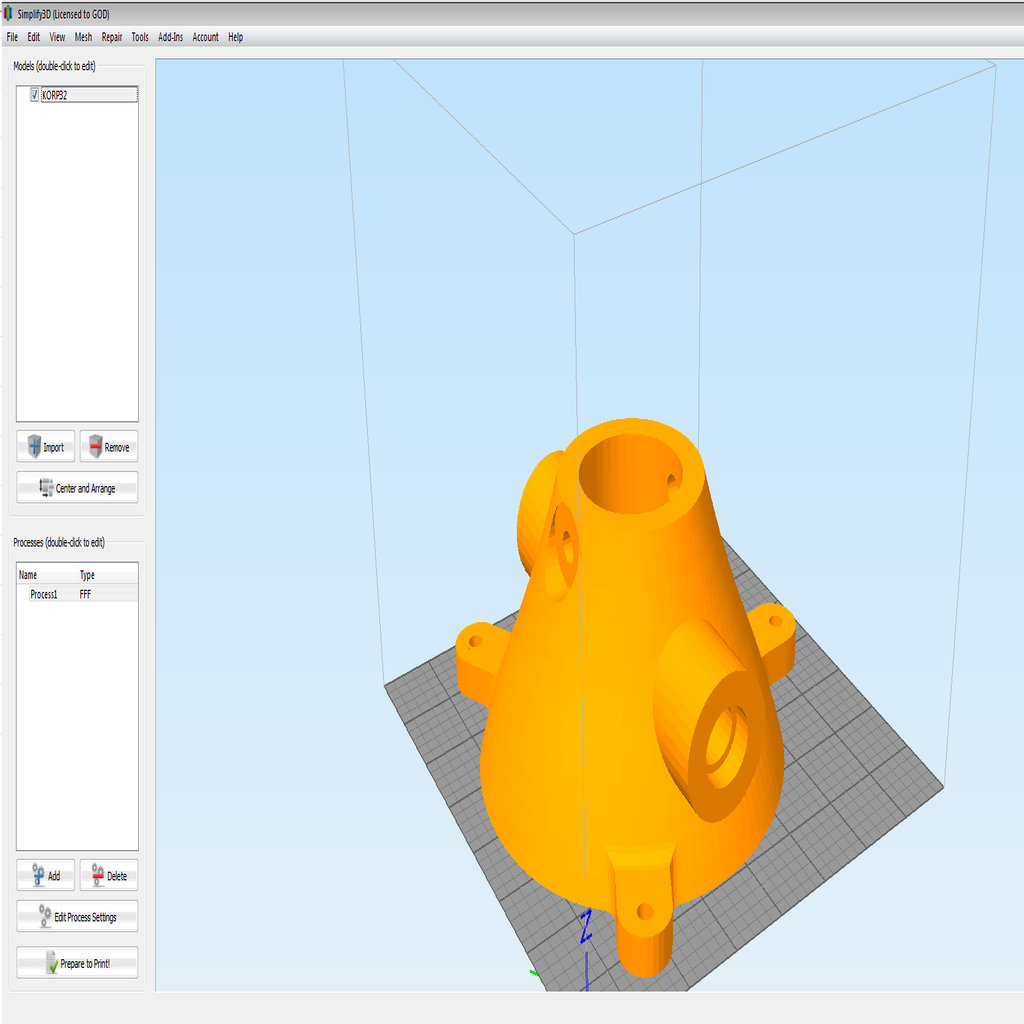 Simplify3D (Licensed to GOD)
File Edit View Mesh Repair Tools Add-Ins Account Help
Models (double-click to edit)
KORP32
Import Remove
Center and Arrange
Processes (double-click to edit)
Name Type
Process1 FFF
Add Delete
Edit Process Settings
Prepare to Print!
Z